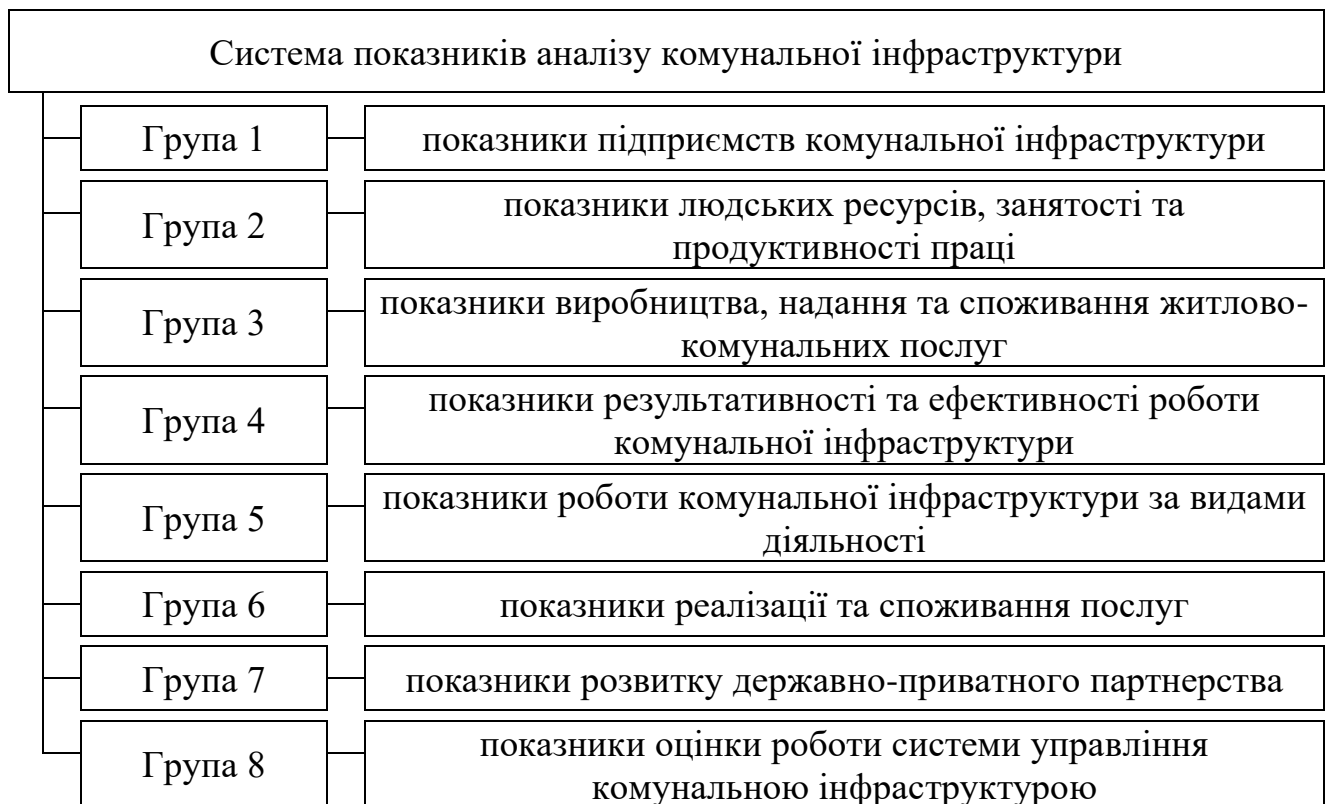 Система показників аналізу комунальної інфраструктури
Група 1
показники підприємств комунальної інфраструктури
Група 2
показники людських ресурсів, занятості та
продуктивності праці
Група 3
показники виробництва, надання та споживання житлово-
комунальних послуг
Група 4
показники результативності та ефективності роботи
комунальної інфраструктури
Група 5
показники роботи комунальної інфраструктури за видами
діяльності
Група 6
показники реалізації та споживання послуг
Група 7
показники розвитку державно-приватного партнерства
Група 8
показники оцінки роботи системи управління
комунальною інфраструктурою